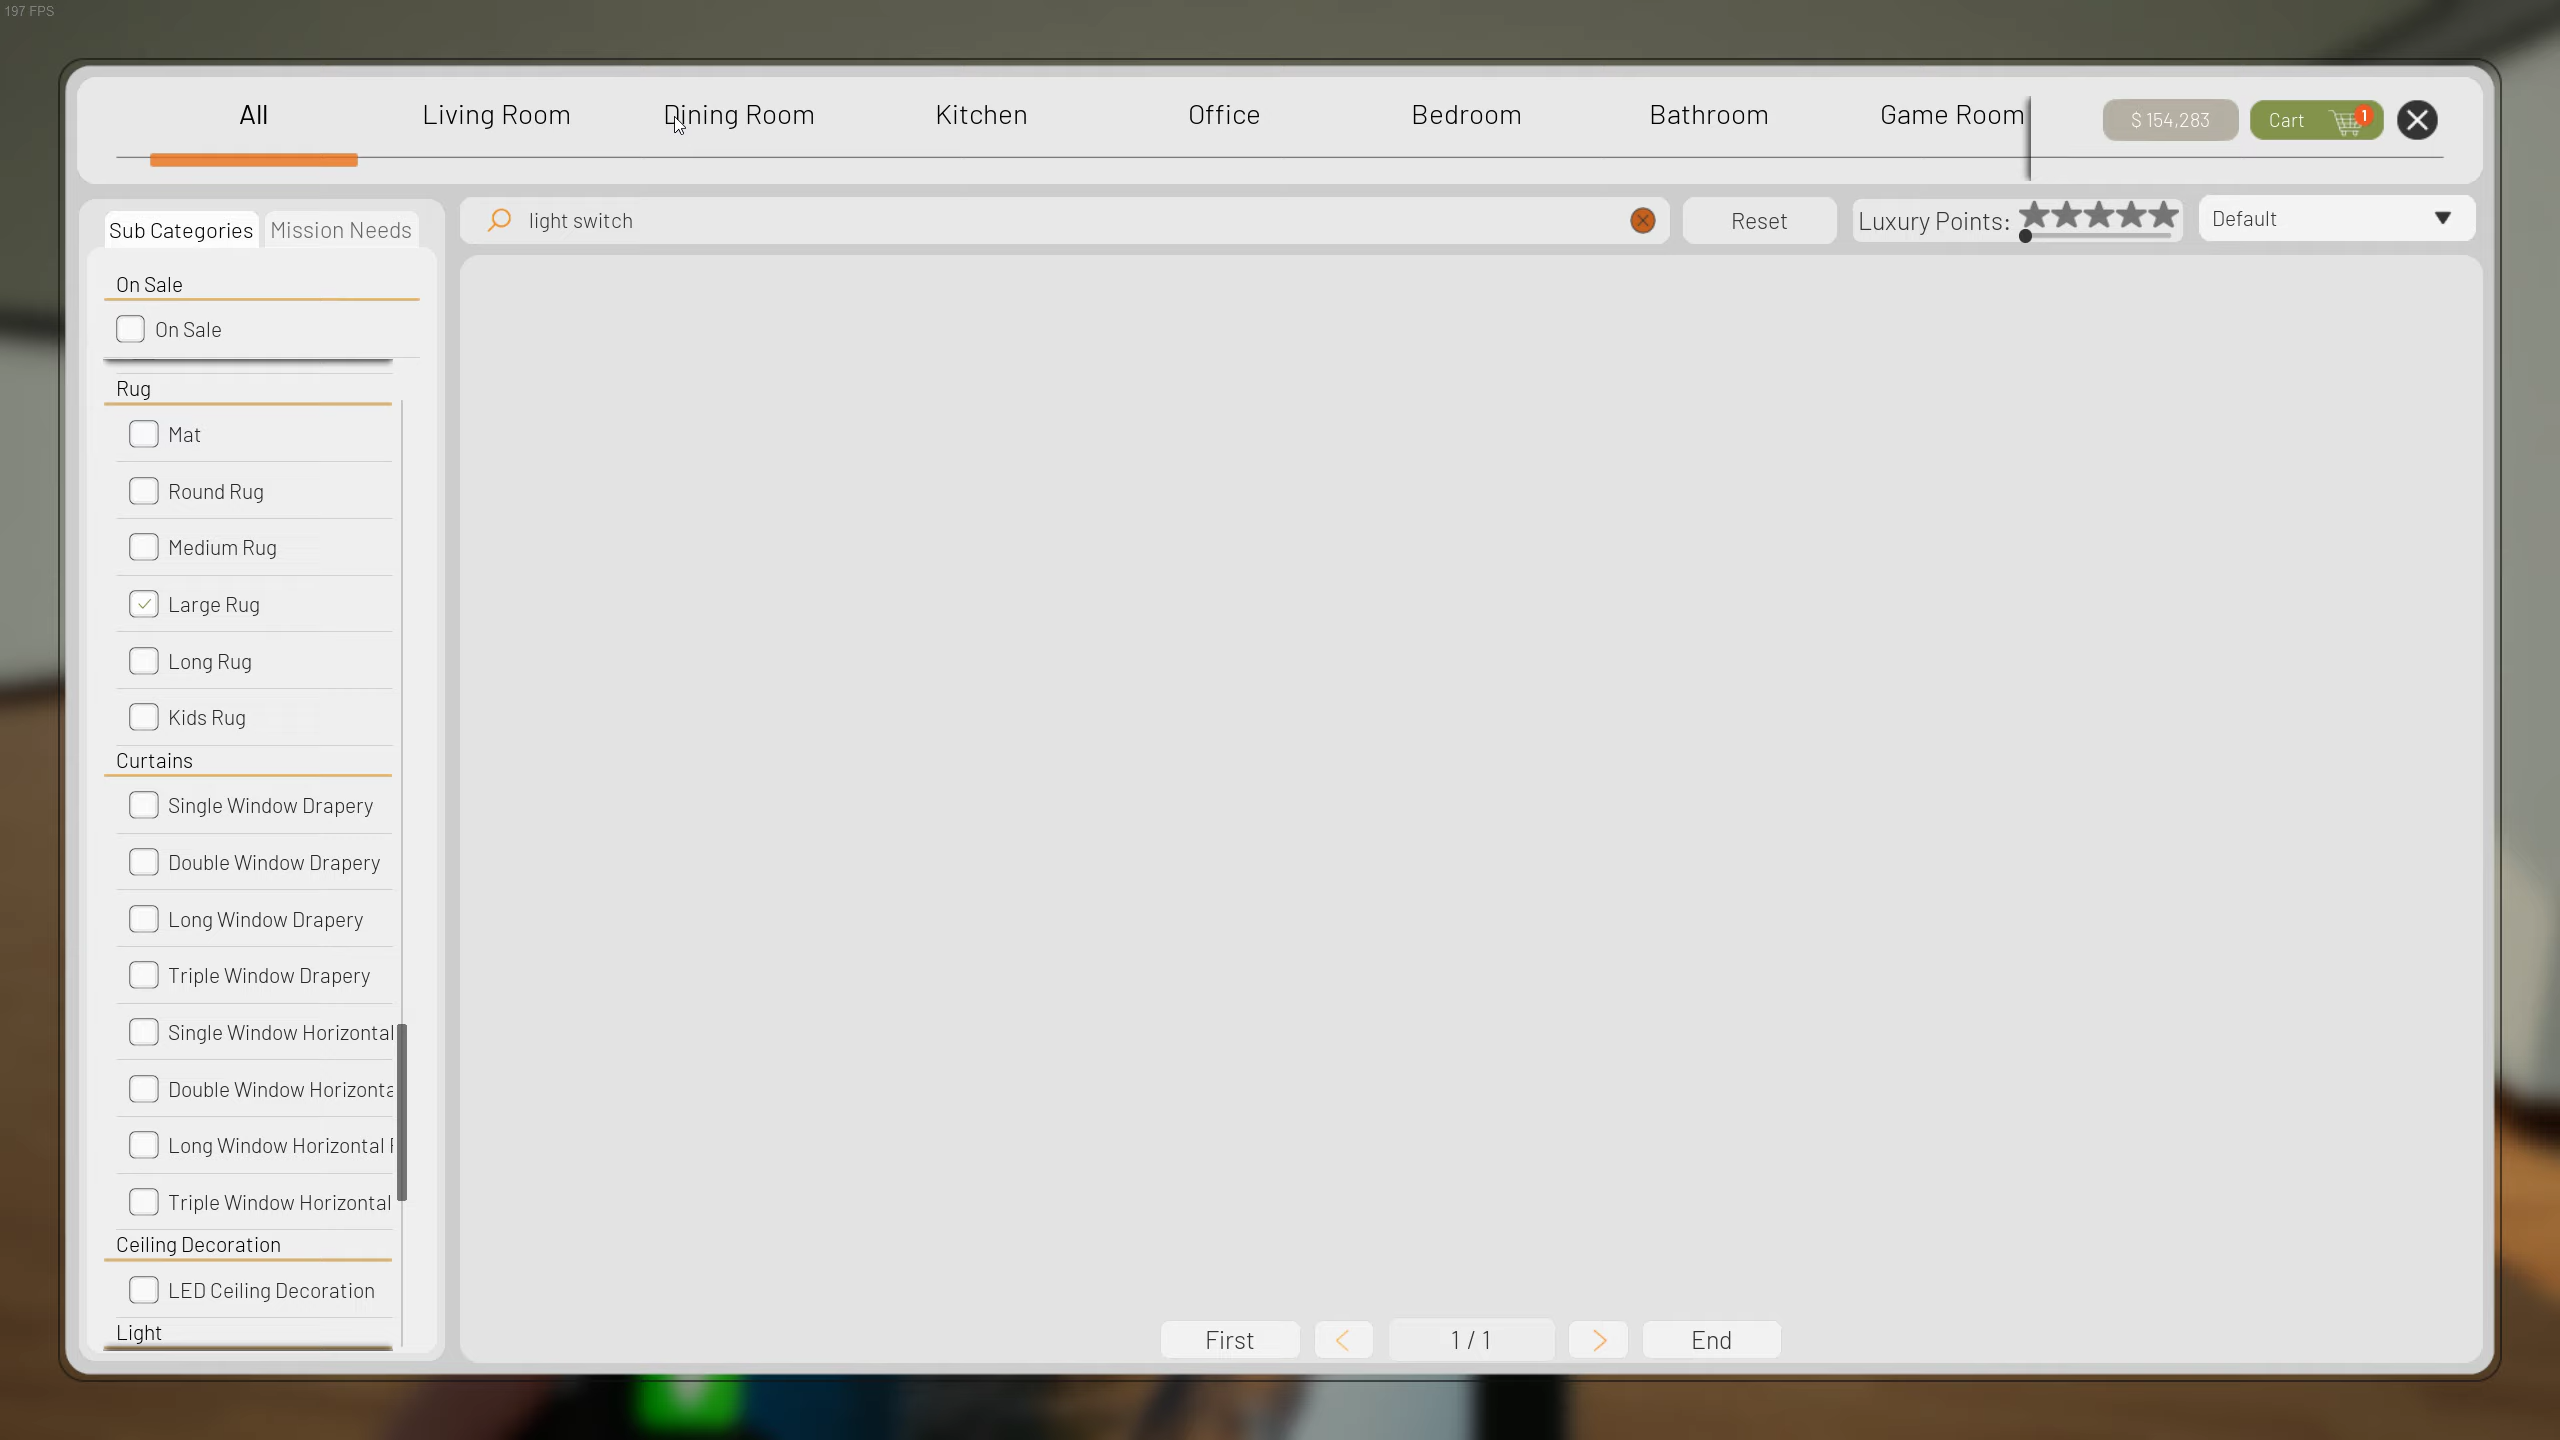 197 FPS
All
Living Room
Dining Room
Kitchen
Office
Bedroom
Bathroom
Game Room
$ 154,283
Cart
1
Sub Categories
Mission Needs
light switch
Reset
Luxury Points:
Default
On Sale
On Sale
Rug
Mat
Round Rug
Medium Rug
Large Rug
Long Rug
Kids Rug
Curtains
Single Window Drapery
Double Window Drapery
Long Window Drapery
Triple Window Drapery
Single Window Horizontal
Double Window Horizonta
Long Window Horizontal
Triple Window Horizontal
Ceiling Decoration
LED Ceiling Decoration
Light
First
<
1 / 1
>
End